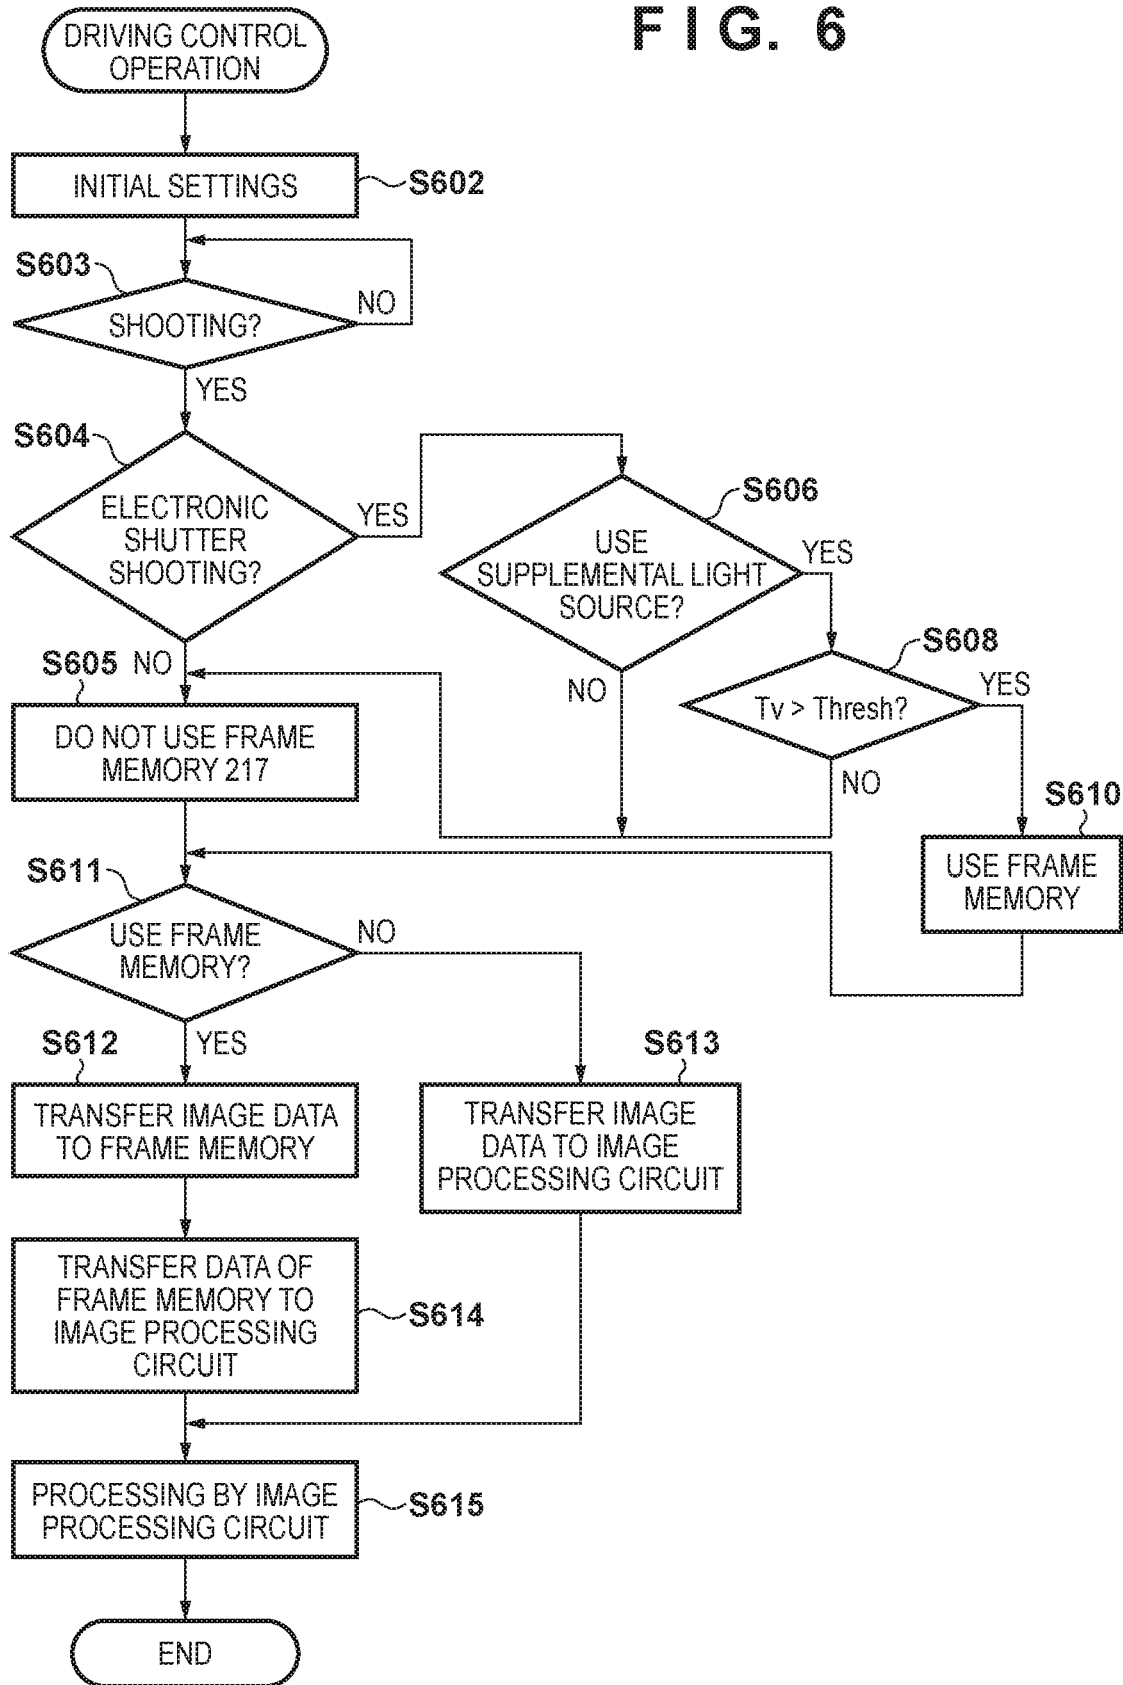 FIG. 6
DRIVING CONTROL
OPERATION
INITIAL SETTINGS
S602
S603
SHOOTING?
NO
YES
S604
ELECTRONIC
SHUTTER
SHOOTING?
YES
NO
S606
USE
SUPPLEMENTAL LIGHT
SOURCE?
YES
NO
S608
Tv > Thresh?
YES
NO
S605
DO NOT USE FRAME
MEMORY 217
S610
USE FRAME
MEMORY
S611
USE FRAME
MEMORY?
NO
YES
S612
TRANSFER IMAGE DATA
TO FRAME MEMORY
S613
TRANSFER IMAGE
DATA TO IMAGE
PROCESSING CIRCUIT
TRANSFER DATA OF
FRAME MEMORY TO
IMAGE PROCESSING
CIRCUIT
S614
PROCESSING BY IMAGE
PROCESSING CIRCUIT
S615
END